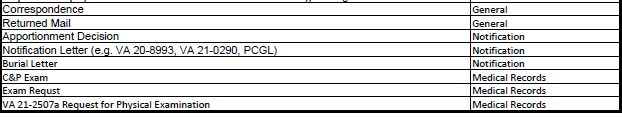 Correspondence General
Returned Mail General
Apportionment Decision Notification
Notification Letter (e.g. VA 20-8993, VA 21-0290, PCGL) Notification
Burial Letter Notification
C&P Exam Medical Records
Exam Requst Medical Records
VA 21-2507a Request for Physical Examination Medical Records